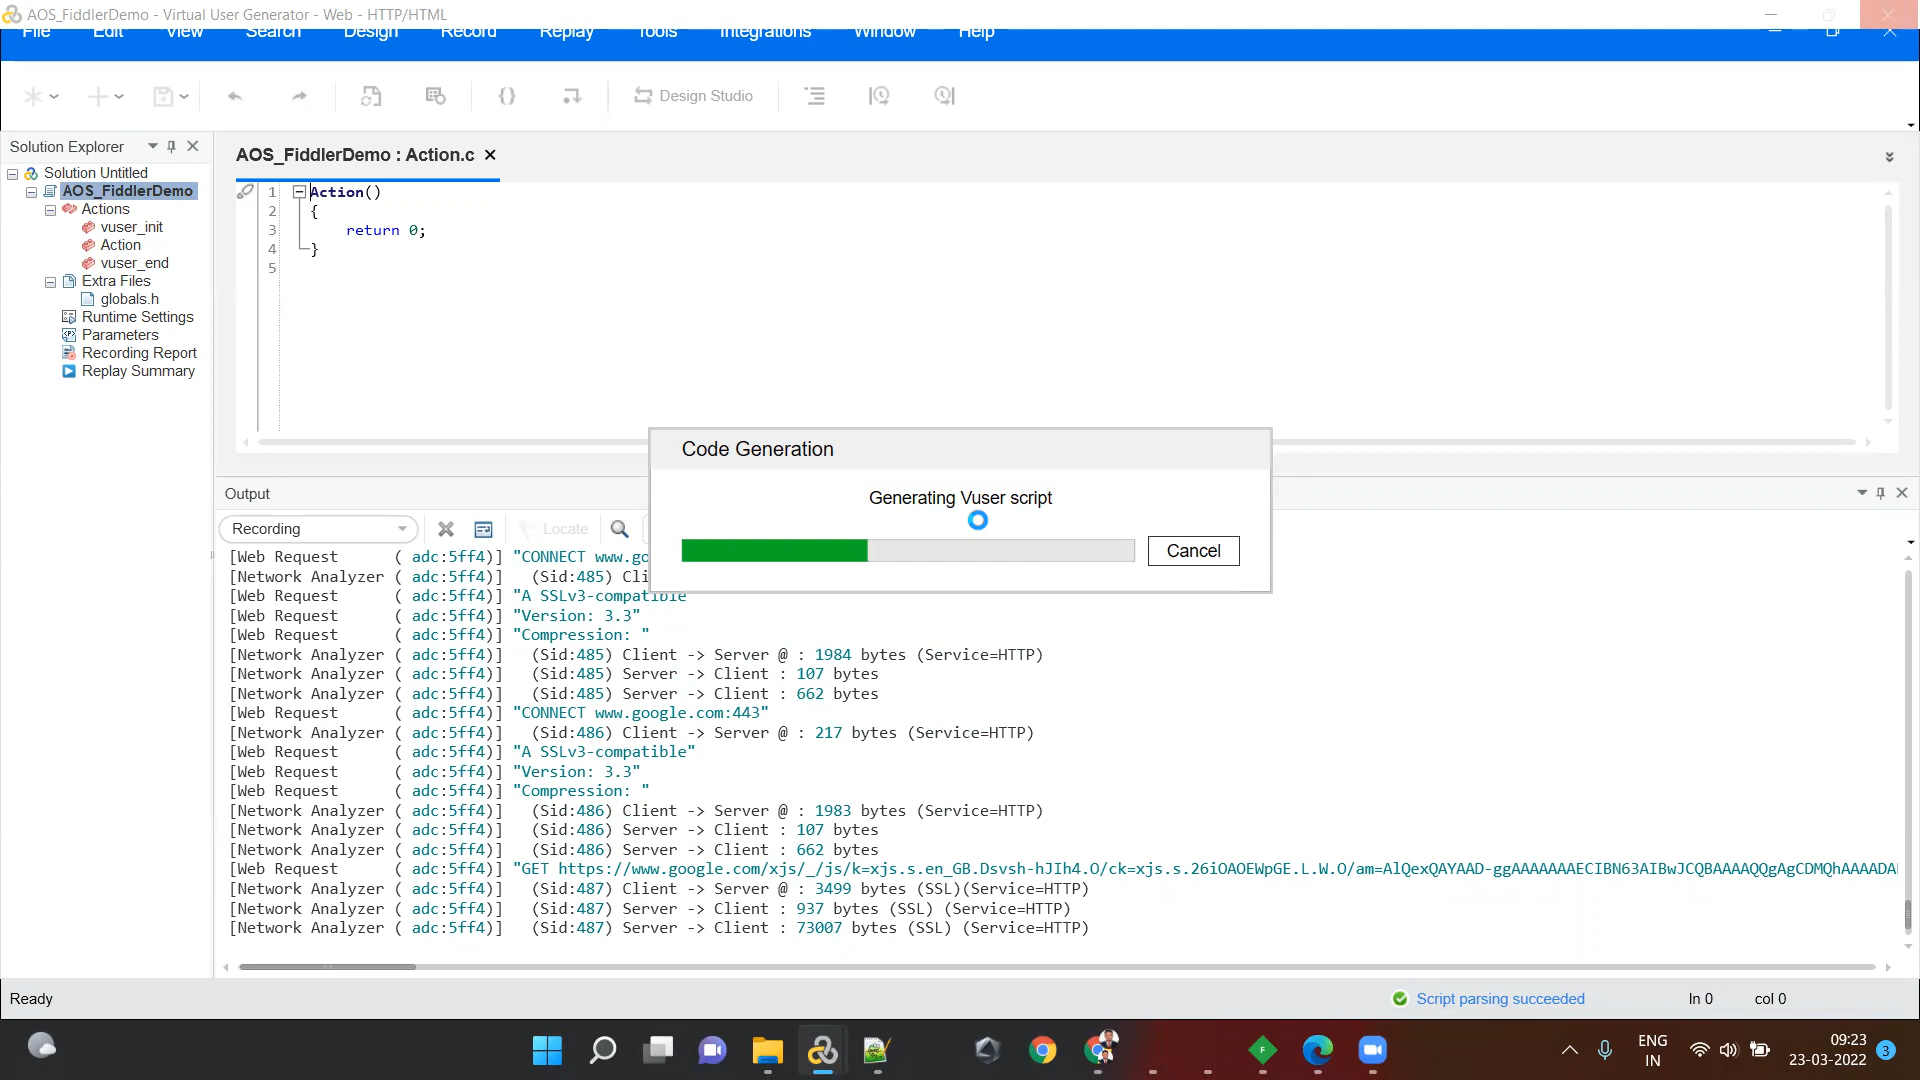 AOS_FiddlerDemo - Virtual User Generator - Web - HTTP/HTML
File Edit View Search Design Record Replay Tools Integrations Window Help
Design Studio
Solution Explorer
AOS_FiddlerDemo : Action.c
Solution Untitled
AOS_FiddlerDemo
Actions
vuser_init
Action
vuser_end
Extra Files
globals.h
Runtime Settings
Parameters
Recording Report
Replay Summary
1 Action()
2 {
3 return 0;
4 }
5
Code Generation
Generating Vuser script
Cancel
Output
Recording
Locate
[Web Request ( adc:5ff4)] "CONNECT www.go
[Network Analyzer ( adc:5ff4)] (Sid:485) Cli
[Web Request ( adc:5ff4)] "A SSLv3-compatible
[Web Request ( adc:5ff4)] "Version: 3.3"
[Web Request ( adc:5ff4)] "Compression: "
[Network Analyzer ( adc:5ff4)] (Sid:485) Client -> Server @ : 1984 bytes (Service=HTTP)
[Network Analyzer ( adc:5ff4)] (Sid:485) Server -> Client : 107 bytes
[Network Analyzer ( adc:5ff4)] (Sid:485) Server -> Client : 662 bytes
[Web Request ( adc:5ff4)] "CONNECT www.google.com:443"
[Network Analyzer ( adc:5ff4)] (Sid:486) Client -> Server @ : 217 bytes (Service=HTTP)
[Web Request ( adc:5ff4)] "A SSLv3-compatible"
[Web Request ( adc:5ff4)] "Version: 3.3"
[Web Request ( adc:5ff4)] "Compression: "
[Network Analyzer ( adc:5ff4)] (Sid:486) Client -> Server @ : 1983 bytes (Service=HTTP)
[Network Analyzer ( adc:5ff4)] (Sid:486) Server -> Client : 107 bytes
[Network Analyzer ( adc:5ff4)] (Sid:486) Server -> Client : 662 bytes
[Web Request ( adc:5ff4)] "GET https://www.google.com/xjs/_/js/k=xjs.s.en_GB.Dsvsh-hJIh4.O/ck=xjs.s.26iOAOEWpGE.L.W.O/am=AlQexQAYAAD-ggAAAAAAAECIBN63AIBwJCQBAAAAQQgAgCDMQhAAAADA
[Network Analyzer ( adc:5ff4)] (Sid:487) Client -> Server @ : 3499 bytes (SSL)(Service=HTTP)
[Network Analyzer ( adc:5ff4)] (Sid:487) Server -> Client : 937 bytes (SSL) (Service=HTTP)
[Network Analyzer ( adc:5ff4)] (Sid:487) Server -> Client : 73007 bytes (SSL) (Service=HTTP)
Ready
Script parsing succeeded
ln 0
col 0
ENG
IN
09:23
23-03-2022
3